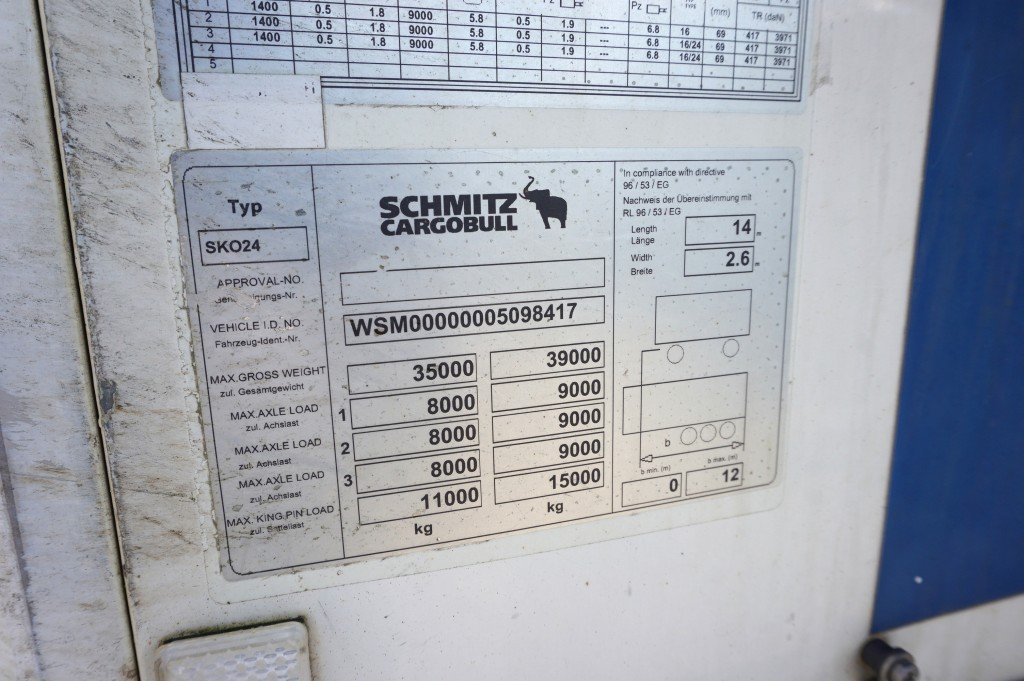 1 1400 0.5 1.8 9000 5.8 0.5 1.9 --- 6.8 16 69 417 3971
2 1400 0.5 1.8 9000 5.8 0.5 1.9 --- 6.8 16/24 69 417 3971
3 1400 0.5 1.8 9000 5.8 0.5 1.9 --- 6.8 16/24 69 417 3971
5
Pz TYPE (mm) TR (daN)
Typ
SKO24
SCHMITZ
CARGOBULL
In compliance with directive
96 / 53 / EG
Nachweis der Übereinstimmung mit
RL 96 / 53 / EG
Length
Länge
14 m
Width
Breite
2.6 m
APPROVAL-NO.
VEHICLE I.D. NO.
Fahrzeug-Ident.-Nr.
WSM00000005098417
MAX.GROSS WEIGHT
zul. Gesamtgewicht
35000 39000
MAX.AXLE LOAD
zul. Achslast
1 8000 9000
MAX.AXLE LOAD
zul. Achslast
2 8000 9000
MAX.AXLE LOAD
zul. Achslast
3 8000 9000
MAX. KING PIN LOAD
zul. Sattellast
11000 15000
kg kg
b
b min. (m) b max. (m)
0 12